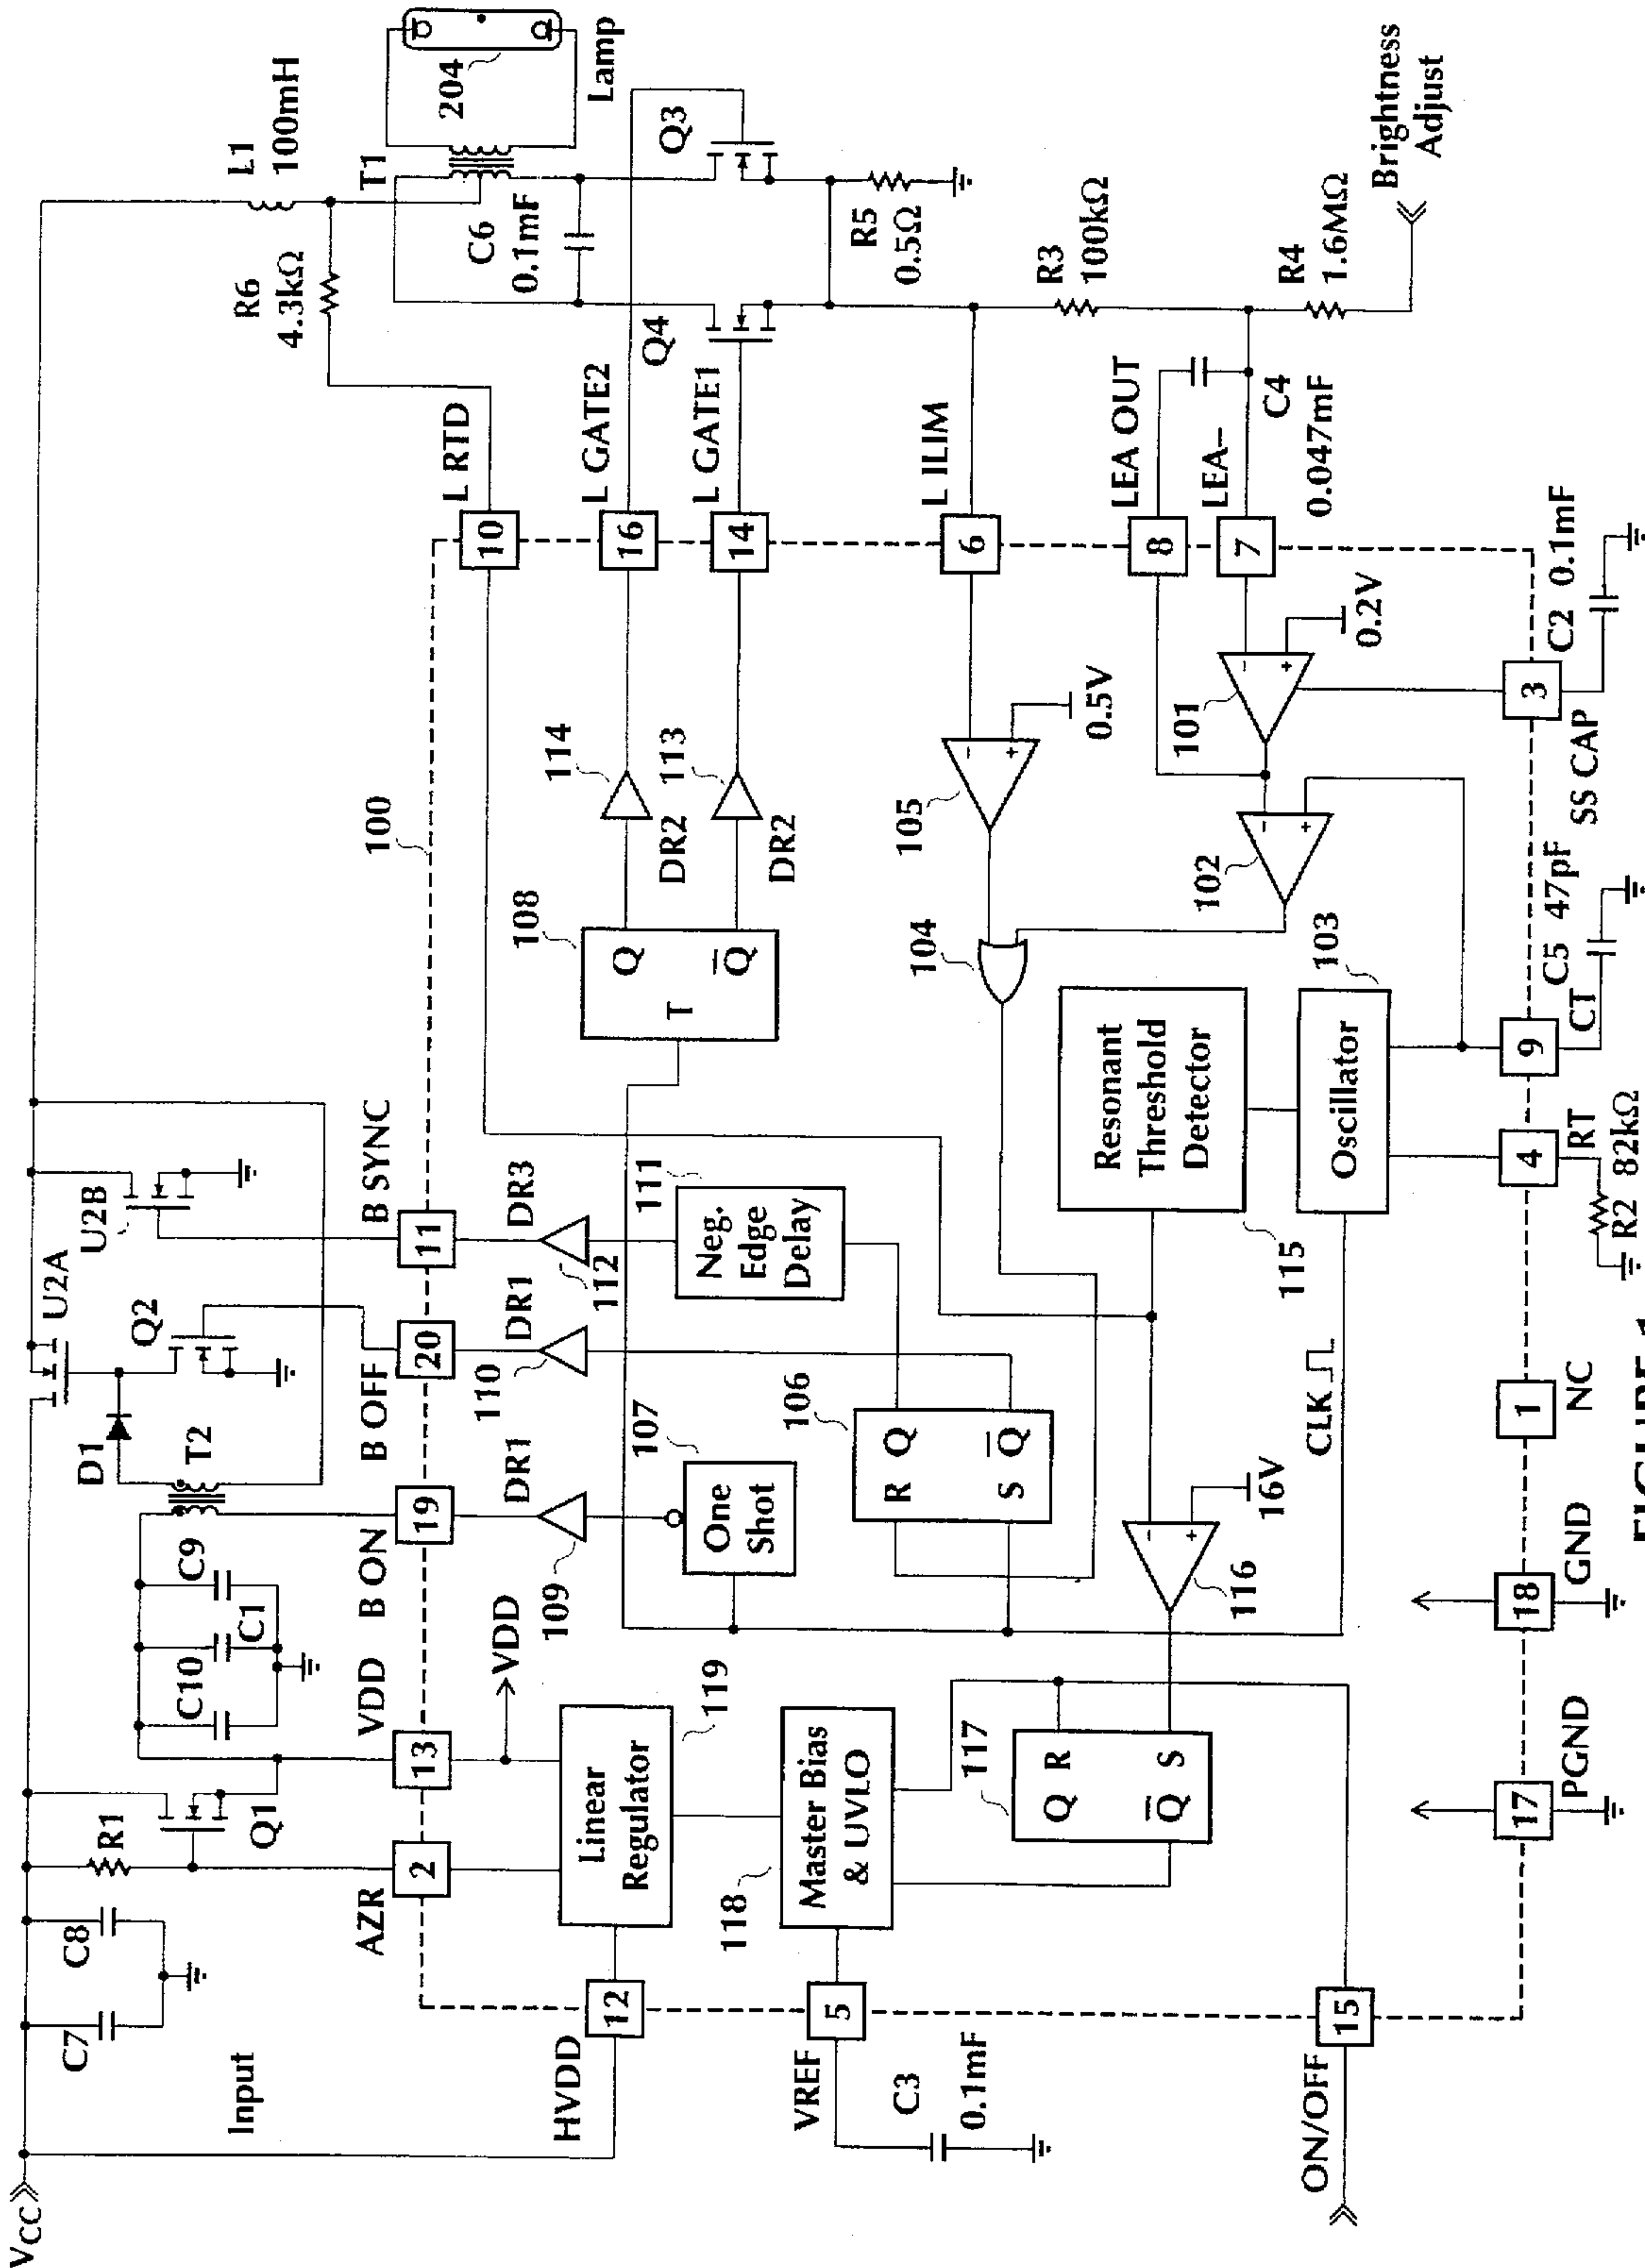 VCC
Input
C7
C8
R1
Q1
C10
C1
C9
T2
D1
Q2
U2A
U2B
L1
100mH
R6
4.3kΩ
T1
C6
0.1mF
204
Lamp
Q3
Q4
R5
0.5Ω
R3
100kΩ
R4
1.6MΩ
Brightness
Adjust
AZR
2
VDD
13
B ON
19
B OFF
20
B SYNC
11
100
L RTD
10
L GATE2
16
L GATE1
14
L ILIM
6
LEA OUT
8
LEA–
7
C4
0.047mF
HVDD
12
Linear
Regulator
119
VDD
109
DR1
One
Shot
107
110
DR1
112
DR3
Neg.
Edge
Delay
111
108
T
Q
Q
DR2
114
DR2
113
VREF
5
C3
0.1mF
118
Master Bias
& UVLO
117
Q
R
Q
S
116
–
+
16V
106
R
Q
S
Q
Resonant
Threshold
Detector
115
104
105
–
+
0.5V
102
–
+
101
–
+
0.2V
CLK
Oscillator
103
ON/OFF
15
17
PGND
18
GND
1
NC
4
RT
R2
82kΩ
9
CT
C5
47pF
3
SS CAP
C2
0.1mF
FIGURE 1